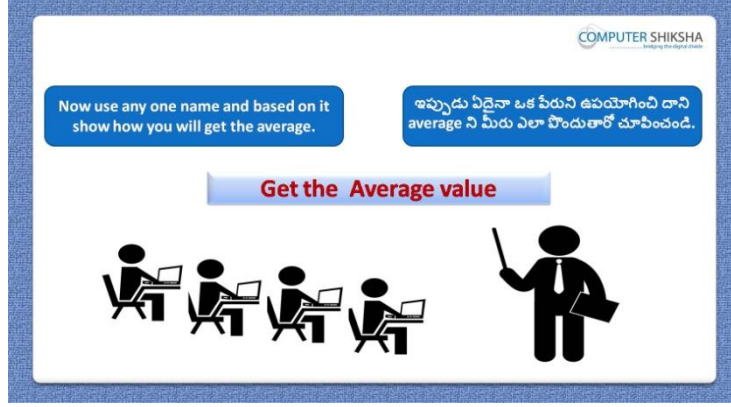 COMPUTER SHIKSHA
bridging the digital divide
Now use any one name and based on it
show how you will get the average.
ఇప్పుడు ఏదైనా ఒక పేరుని ఉపయోగించి దాని
average ని మీరు ఎలా పొందుతారో చూపించండి.
Get the Average value